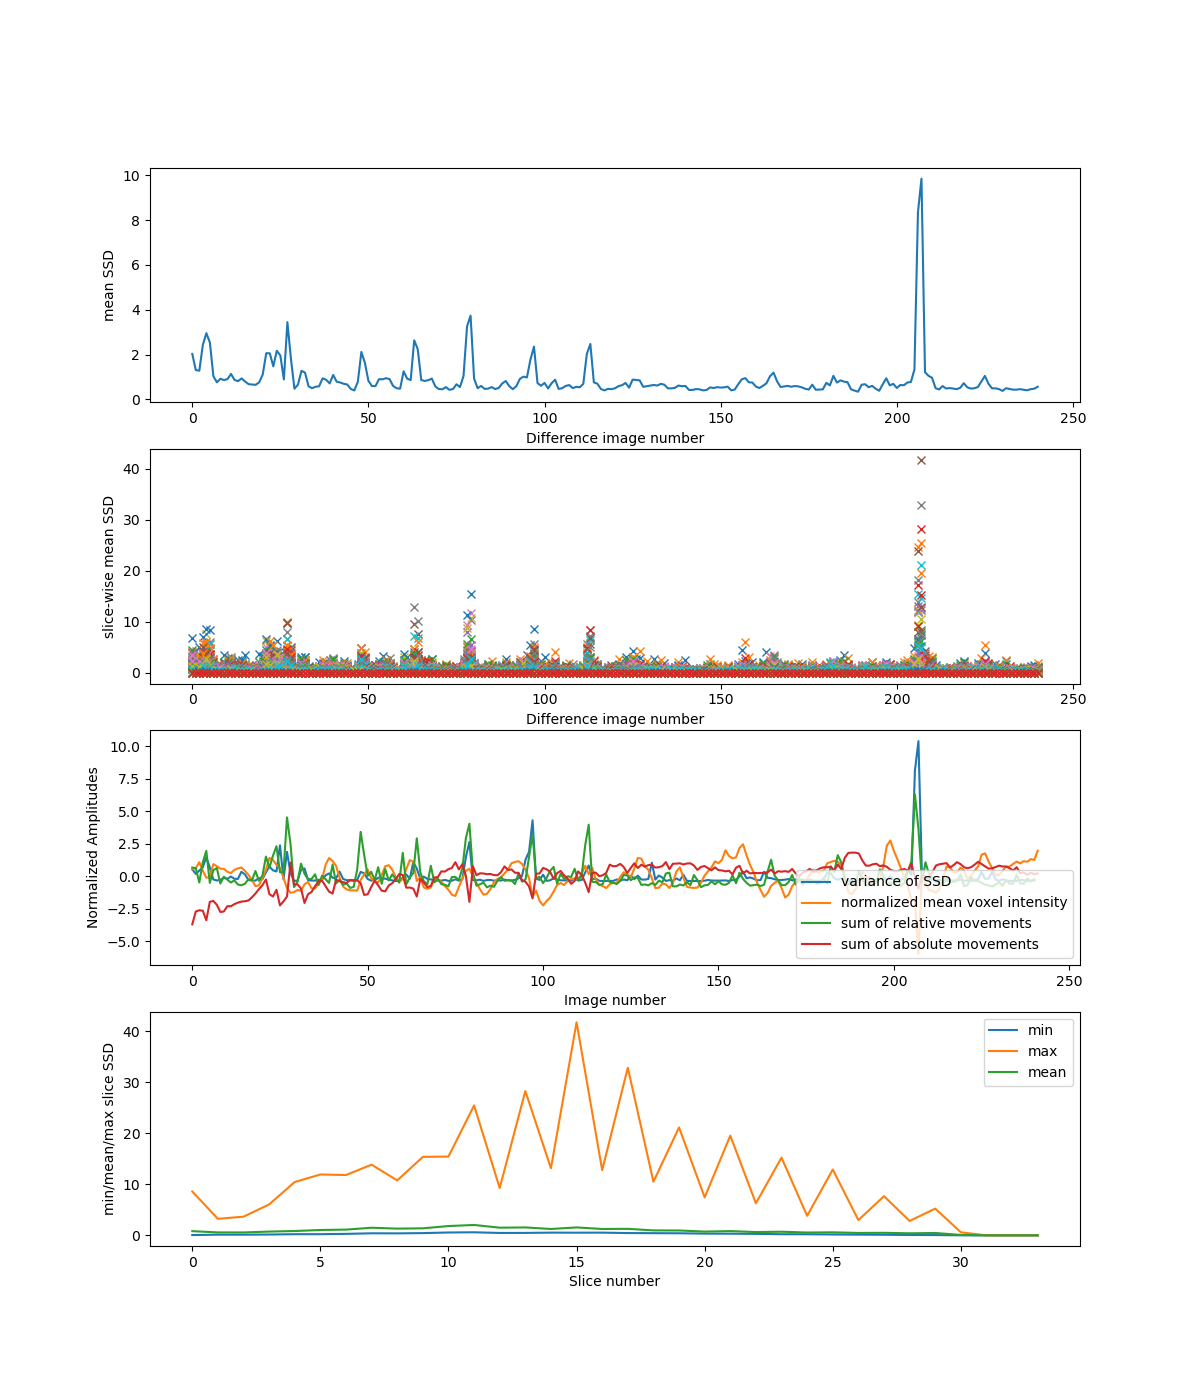 10
8
6
4
2
0
mean SSD
0 50 100 150 200 250
Difference image number
40
30
20
10
0
slice-wise mean SSD
0 50 100 150 200 250
Difference image number
10.0
7.5
5.0
2.5
0.0
−2.5
−5.0
Normalized Amplitudes
variance of SSD
normalized mean voxel intensity
sum of relative movements
sum of absolute movements
0 50 100 150 200 250
Image number
40
30
20
10
0
min/mean/max slice SSD
min
max
mean
0 5 10 15 20 25 30
Slice number